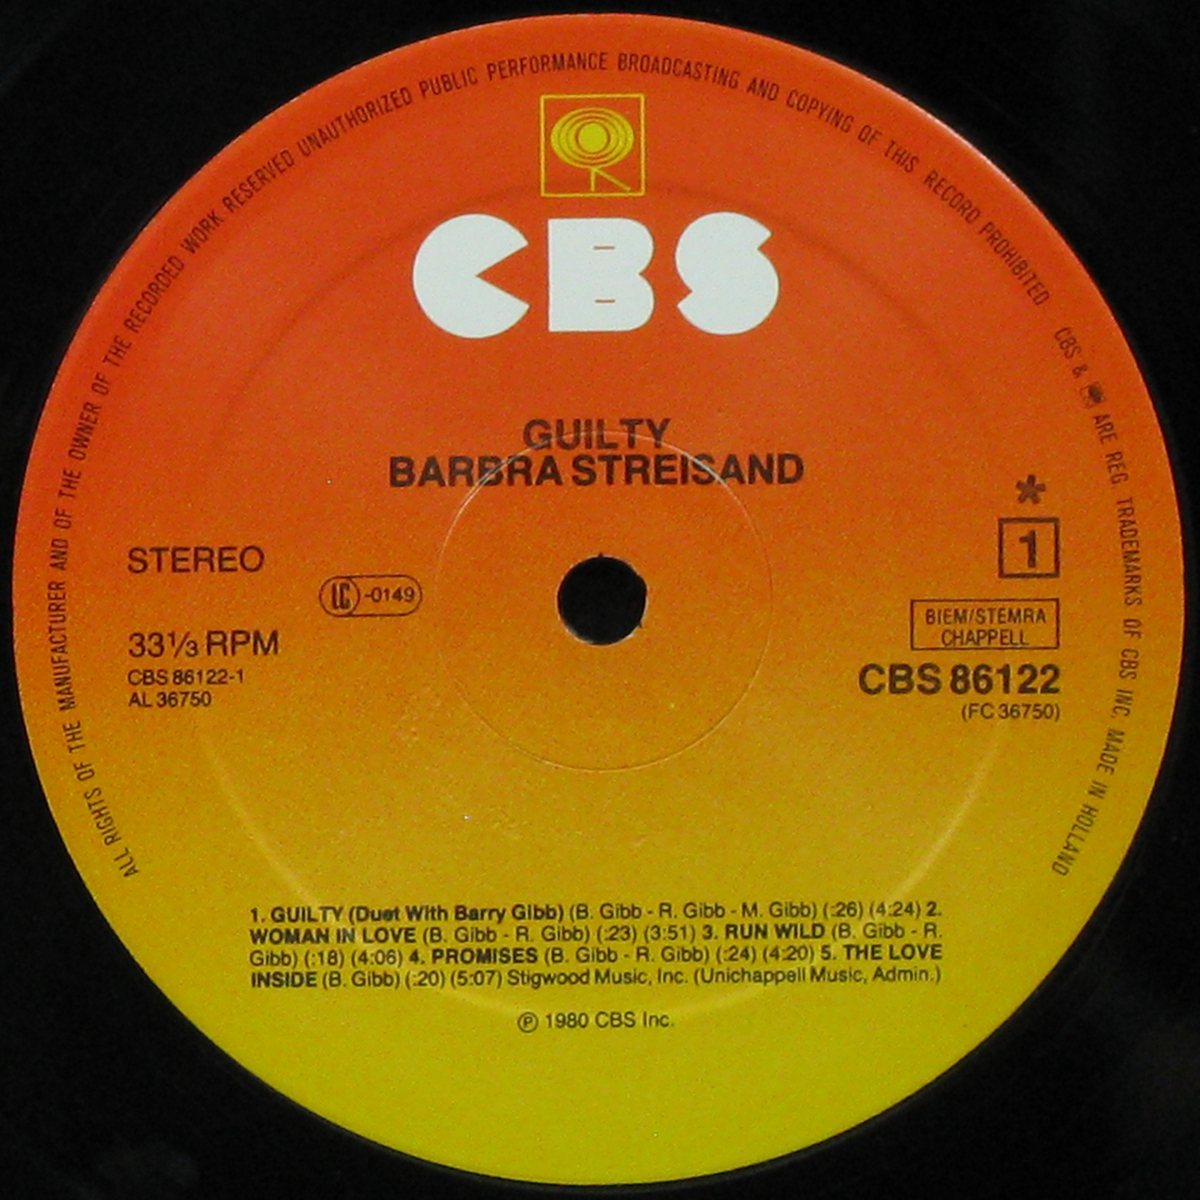 ALL RIGHTS OF THE MANUFACTURER AND OF THE OWNER OF THE RECORDED WORK RESERVED UNAUTHORIZED PUBLIC PERFORMANCE BROADCASTING AND COPYING OF THIS RECORD PROHIBITED CBS & ARE REG. TRADEMARKS OF CBS INC. MADE IN HOLLAND
CBS
GUILTY
BARBRA STREISAND
STEREO
LC-0149
33⅓ RPM
CBS 86122-1
AL 36750
*
1
BIEM/STEMRA
CHAPPELL
CBS 86122
(FC 36750)
1. GUILTY (Duet With Barry Gibb) (B. Gibb - R. Gibb - M. Gibb) (:26) (4:24) 2.
WOMAN IN LOVE (B. Gibb - R. Gibb) (:23) (3:51) 3. RUN WILD (B. Gibb - R.
Gibb) (:18) (4:06) 4. PROMISES (B. Gibb - R. Gibb) (:24) (4:20) 5. THE LOVE
INSIDE (B. Gibb) (:20) (5:07) Stigwood Music, Inc. (Unichappell Music, Admin.)
℗ 1980 CBS Inc.